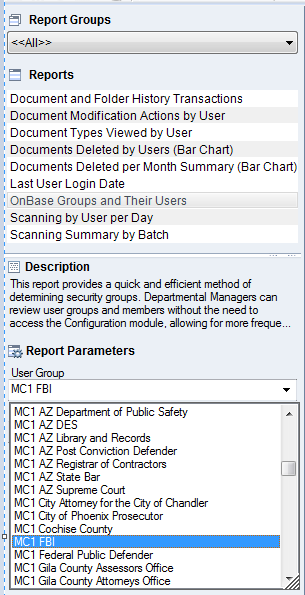 Report Groups
<<All>>
Reports
Document and Folder History Transactions
Document Modification Actions by User
Document Types Viewed by User
Documents Deleted by Users (Bar Chart)
Documents Deleted per Month Summary (Bar Chart)
Last User Login Date
OnBase Groups and Their Users
Scanning by User per Day
Scanning Summary by Batch
Description
This report provides a quick and efficient method of
determining security groups. Departmental Managers can
review user groups and members without the need to
access the Configuration module, allowing for more freque...
Report Parameters
User Group
MC1 FBI
MC1 AZ Department of Public Safety
MC1 AZ DES
MC1 AZ Library and Records
MC1 AZ Post Conviction Defender
MC1 AZ Registrar of Contractors
MC1 AZ State Bar
MC1 AZ Supreme Court
MC1 City Attorney for the City of Chandler
MC1 City of Phoenix Prosecutor
MC1 Cochise County
MC1 FBI
MC1 Federal Public Defender
MC1 Gila County Assessors Office
MC1 Gila County Attorneys Office